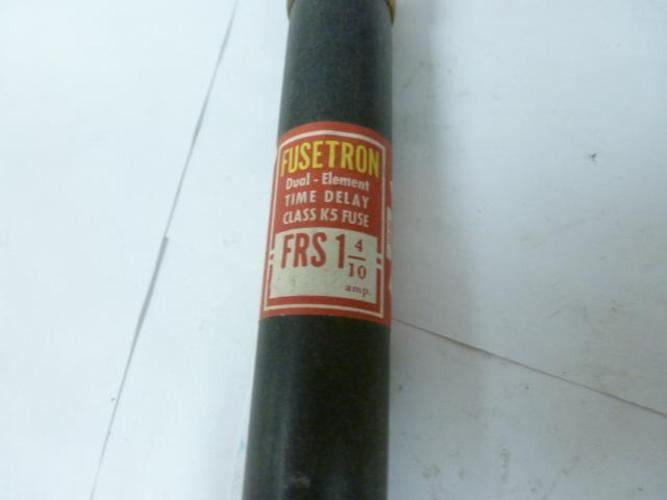 FUSETRON
Dual - Element
TIME DELAY
CLASS K5 FUSE
FRS 1 4/10
amp.